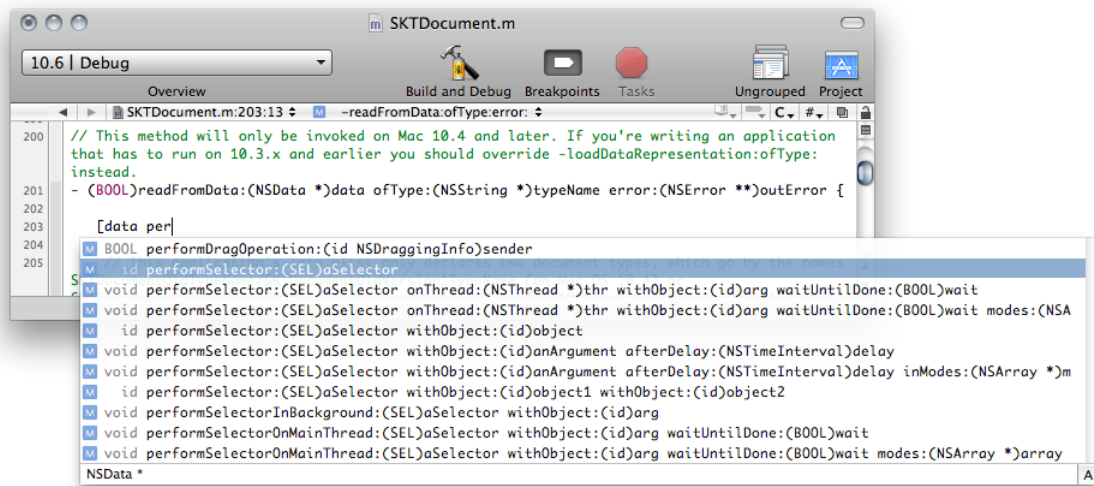 SKTDocument.m
10.6 | Debug
Overview
Build and Debug
Breakpoints
Tasks
Ungrouped
Project
SKTDocument.m:203:13
M -readFromData:ofType:error:
C
#
200 // This method will only be invoked on Mac 10.4 and later. If you're writing an application
that has to run on 10.3.x and earlier you should override -loadDataRepresentation:ofType:
instead.
201 - (BOOL)readFromData:(NSData *)data ofType:(NSString *)typeName error:(NSError **)outError {
202
203 [data per
204
205
M BOOL performDragOperation:(id NSDraggingInfo)sender
M id performSelector:(SEL)aSelector
M void performSelector:(SEL)aSelector onThread:(NSThread *)thr withObject:(id)arg waitUntilDone:(BOOL)wait
M void performSelector:(SEL)aSelector onThread:(NSThread *)thr withObject:(id)arg waitUntilDone:(BOOL)wait modes:(NSA
M id performSelector:(SEL)aSelector withObject:(id)object
M void performSelector:(SEL)aSelector withObject:(id)anArgument afterDelay:(NSTimeInterval)delay
M void performSelector:(SEL)aSelector withObject:(id)anArgument afterDelay:(NSTimeInterval)delay inModes:(NSArray *)m
M id performSelector:(SEL)aSelector withObject:(id)object1 withObject:(id)object2
M void performSelectorInBackground:(SEL)aSelector withObject:(id)arg
M void performSelectorOnMainThread:(SEL)aSelector withObject:(id)arg waitUntilDone:(BOOL)wait
M void performSelectorOnMainThread:(SEL)aSelector withObject:(id)arg waitUntilDone:(BOOL)wait modes:(NSArray *)array
NSData *
A